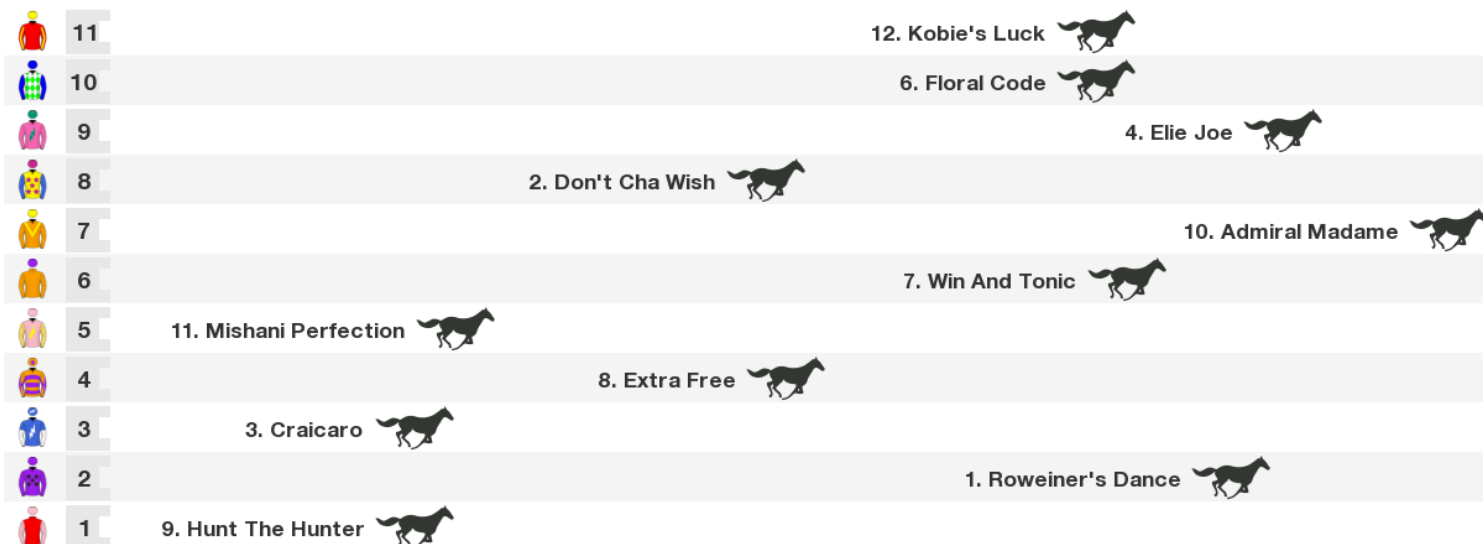 11 12. Kobie's Luck
10 6. Floral Code
9 4. Elie Joe
8 2. Don't Cha Wish
7 10. Admiral Madame
6 7. Win And Tonic
5 11. Mishani Perfection
4 8. Extra Free
3 3. Craicaro
2 1. Roweiner's Dance
1 9. Hunt The Hunter